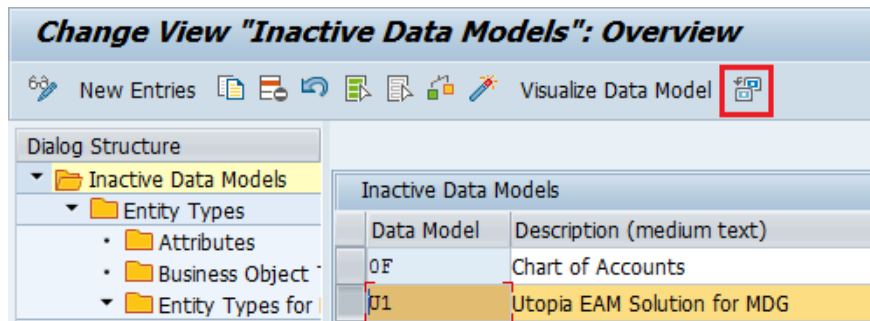 Change View "Inactive Data Models": Overview
New Entries Visualize Data Model
Dialog Structure
Inactive Data Models
Entity Types
Attributes
Business Object
Entity Types for
Inactive Data Models
Data Model Description (medium text)
0F Chart of Accounts
U1 Utopia EAM Solution for MDG